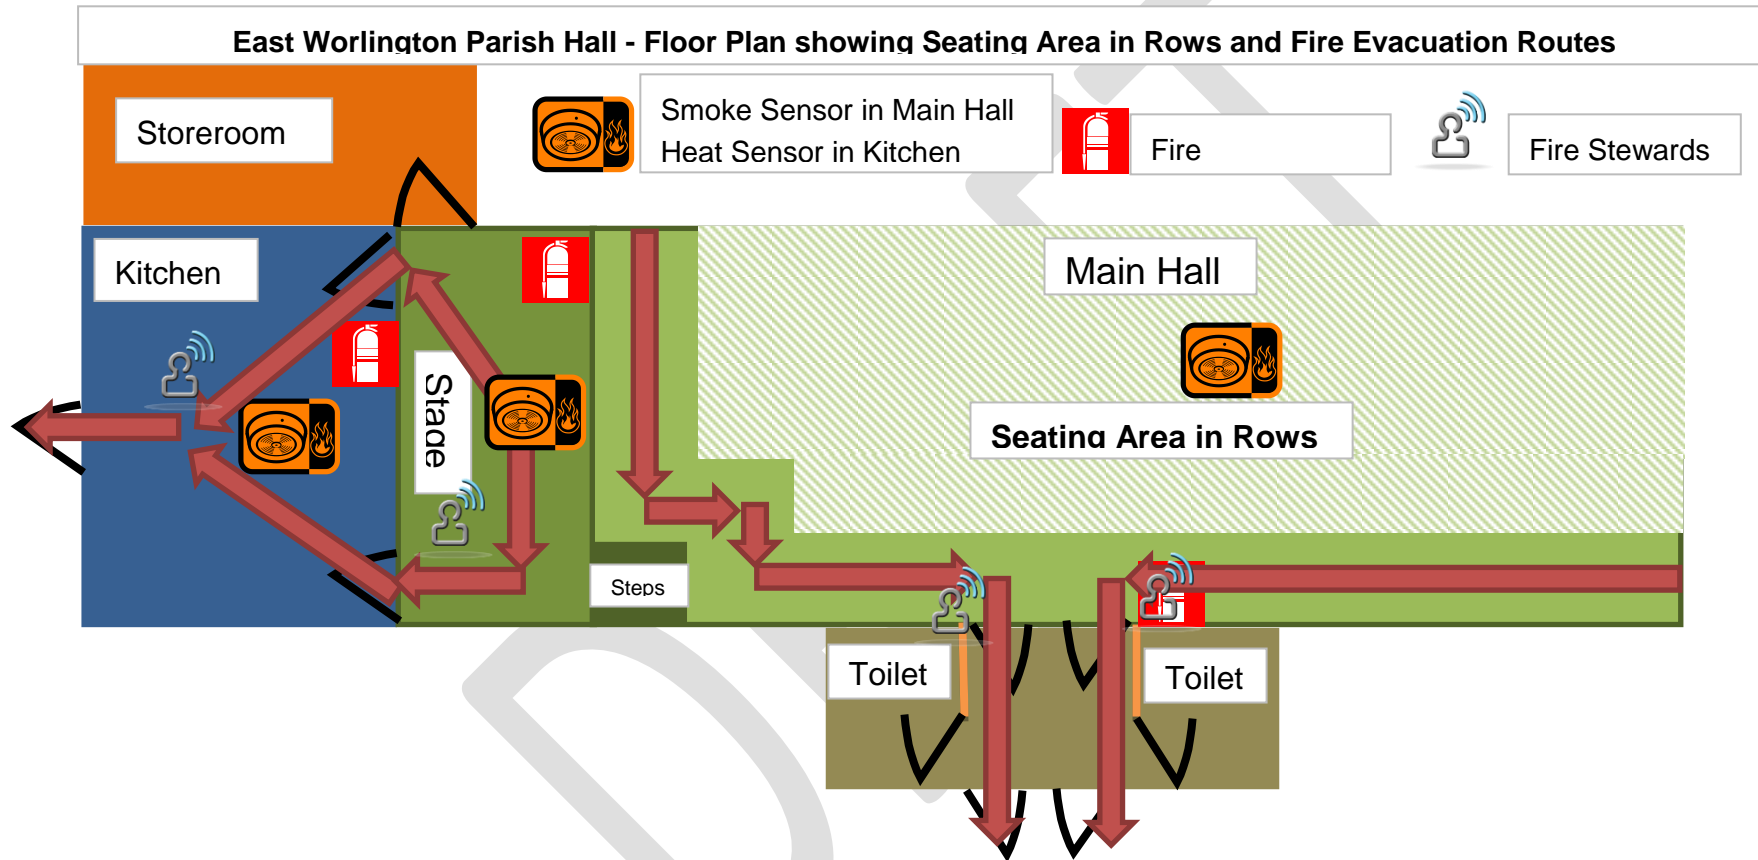 East Worlington Parish Hall - Floor Plan showing Seating Area in Rows and Fire Evacuation Routes
Storeroom
Smoke Sensor in Main Hall
Heat Sensor in Kitchen
Fire
Fire Stewards
Kitchen
Main Hall
Stage
Seating Area in Rows
Steps
Toilet
Toilet
DRAFT